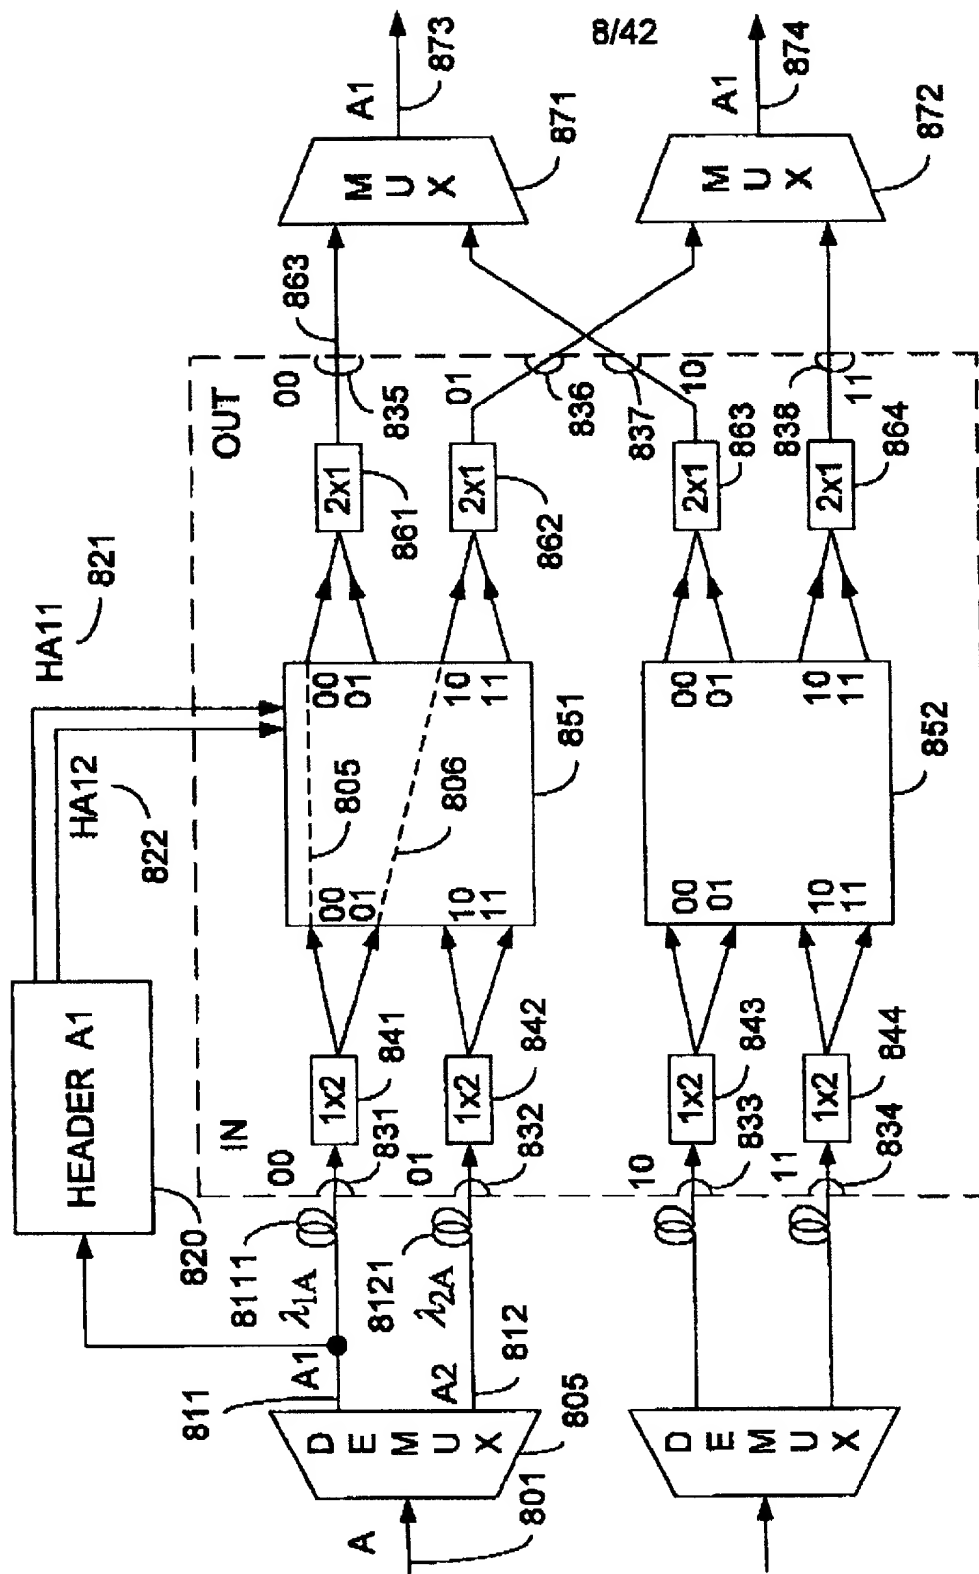 8/42
A
801
D E M U X
805
811
A1
A2
812
λ1A
8111
λ2A
8121
HEADER A1
820
HA11
821
HA12
822
IN
OUT
00
831
01
832
1x2
841
1x2
842
00
01
10
11
805
806
00
01
10
11
851
2x1
861
2x1
862
00
835
863
01
836
M U X
871
A1
873
D E M U X
10
833
11
834
1x2
843
1x2
844
00
01
10
11
00
01
10
11
852
2x1
863
2x1
864
837
10
838
11
M U X
872
A1
874